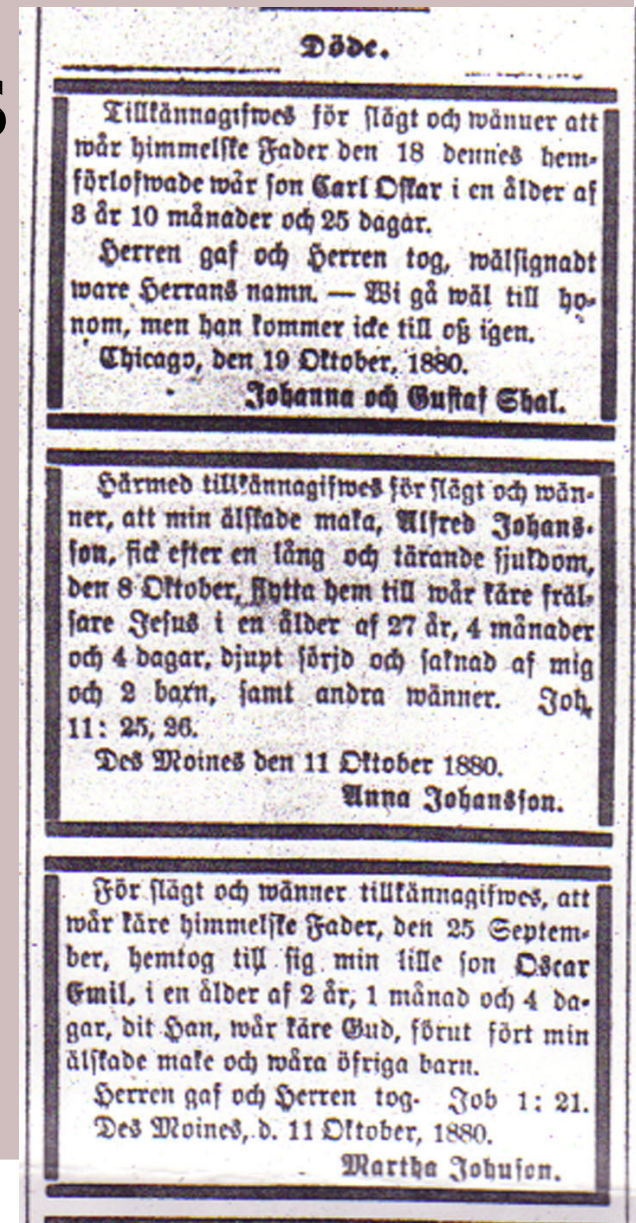 s
Döde.
Tillkännagifwes för slägt och wänner att
wår himmelske Fader den 18 dennes hem-
förlofwade wår son Carl Oskar i en ålder af
3 år 10 månader och 25 dagar.
Herren gaf och Herren tog, wälsignadt
ware Herrans namn. — Wi gå wäl till ho-
nom, men han kommer icke till oß igen.
Chicago, den 19 Oktober, 1880.
Johanna och Gustaf Shal.
Härmed tillkännagifwes för slägt och wän-
ner, att min älskade maka, Alfred Johans-
son, fick efter en lång och tärande sjukdom,
den 8 Oktober, flytta hem till wår käre fräl-
sare Jesus i en ålder af 27 år, 4 månader
och 4 dagar, djupt sörjd och saknad af mig
och 2 barn, samt andra wänner. Joh.
11: 25, 26.
Des Moines den 11 Oktober 1880.
Anna Johansson.
För slägt och wänner tillkännagifwes, att
wår käre himmelske Fader, den 25 Septem-
ber, hemtog till sig min lille son Oscar
Emil, i en ålder af 2 år, 1 månad och 4 da-
gar, dit Han, wår käre Gud, förut fört min
älskade make och wåra öfriga barn.
Herren gaf och Herren tog. Job 1: 21.
Des Moines, d. 11 Oktober, 1880.
Martha Johnson.